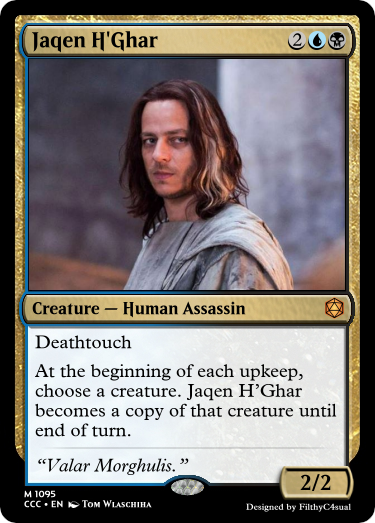 Jaqen H'Ghar 2
Creature — Human Assassin
Deathtouch
At the beginning of each upkeep,
choose a creature. Jaqen H'Ghar
becomes a copy of that creature until
end of turn.
“Valar Morghulis.”
2/2
M 1095
CCC • EN Tom Wlaschiha
Designed by FilthyC4sual